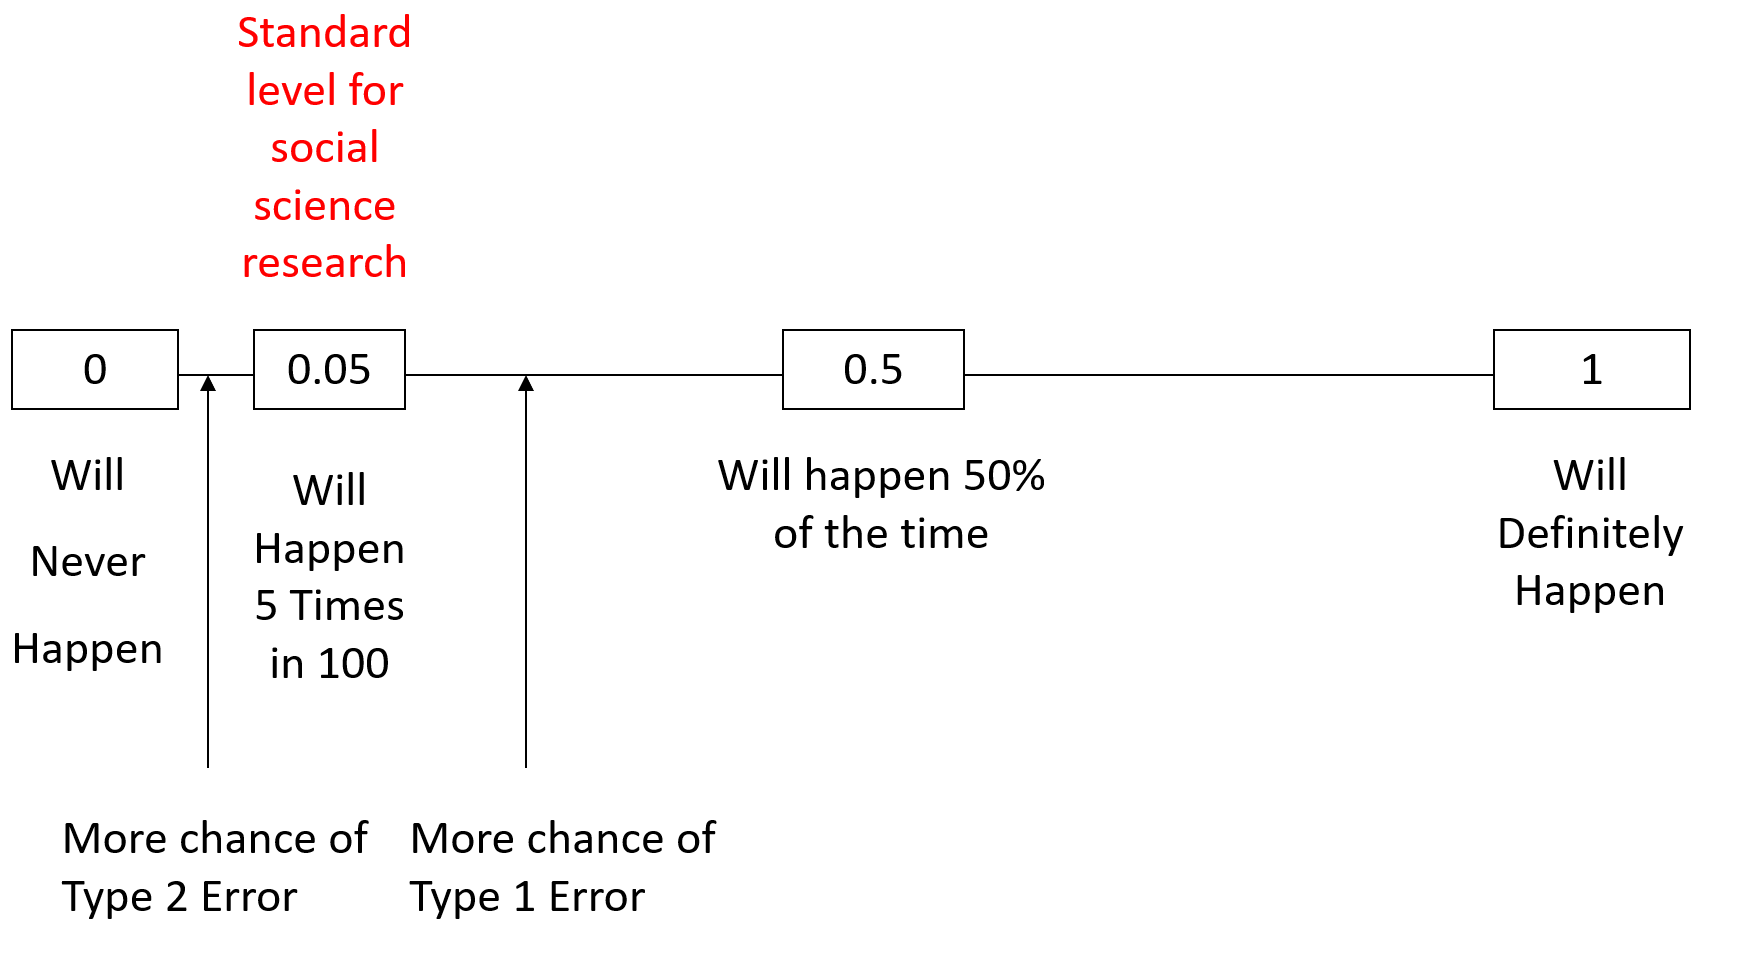 Standard
level for
social
science
research
0
0.05
0.5
1
Will
Never
Happen
Will
Happen
5 Times
in 100
Will happen 50%
of the time
Will
Definitely
Happen
More chance of
Type 2 Error
More chance of
Type 1 Error